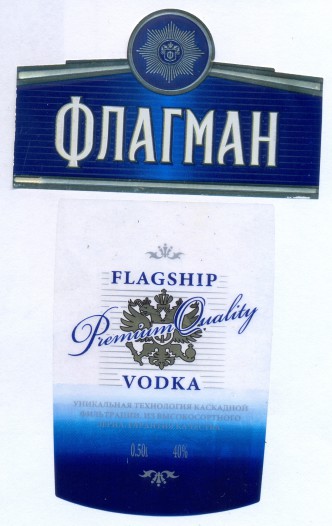 ФЛАГМАН
FLAGSHIP
Premium Quality
VODKA
УНИКАЛЬНАЯ ТЕХНОЛОГИЯ КАСКАДНОЙ
ФИЛЬТРАЦИИ. ИЗ ВЫСОКОСОРТНОГО
0.50l 40%